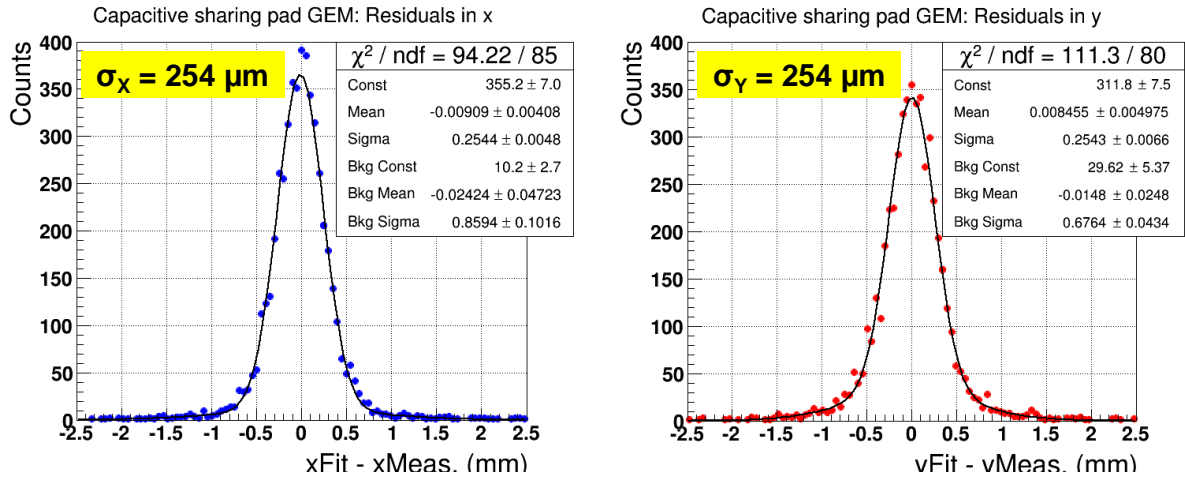 Capacitive sharing pad GEM: Residuals in x
Counts
400
350
300
250
200
150
100
50
0
σX = 254 μm
χ² / ndf = 94.22 / 85
Const 355.2 ± 7.0
Mean -0.00909 ± 0.00408
Sigma 0.2544 ± 0.0048
Bkg Const 10.2 ± 2.7
Bkg Mean -0.02424 ± 0.04723
Bkg Sigma 0.8594 ± 0.1016
-2.5 -2 -1.5 -1 -0.5 0 0.5 1 1.5 2 2.5
xFit - xMeas. (mm)
Capacitive sharing pad GEM: Residuals in y
Counts
400
350
300
250
200
150
100
50
0
σY = 254 μm
χ² / ndf = 111.3 / 80
Const 311.8 ± 7.5
Mean 0.008455 ± 0.004975
Sigma 0.2543 ± 0.0066
Bkg Const 29.62 ± 5.37
Bkg Mean -0.0148 ± 0.0248
Bkg Sigma 0.6764 ± 0.0434
-2.5 -2 -1.5 -1 -0.5 0 0.5 1 1.5 2 2.5
yFit - yMeas. (mm)